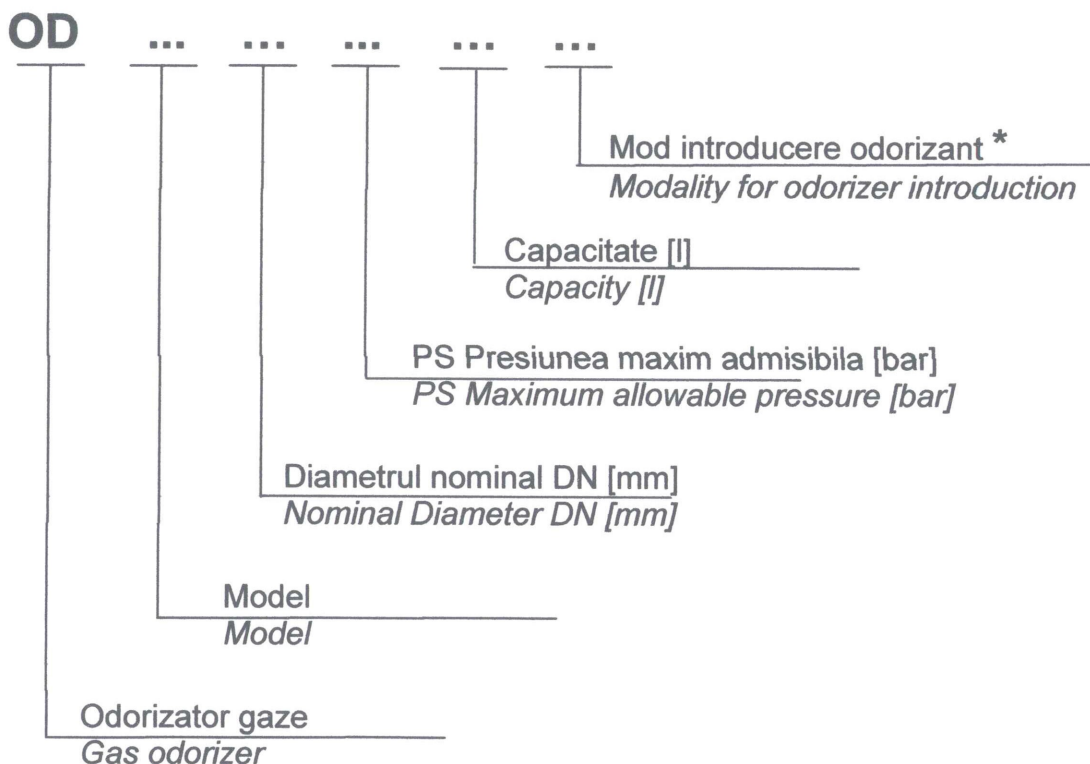 OD ... ... ... ... ...
Mod introducere odorizant *
Modality for odorizer introduction
Capacitate [l]
Capacity [l]
PS Presiunea maxim admisibila [bar]
PS Maximum allowable pressure [bar]
Diametrul nominal DN [mm]
Nominal Diameter DN [mm]
Model
Model
Odorizator gaze
Gas odorizer